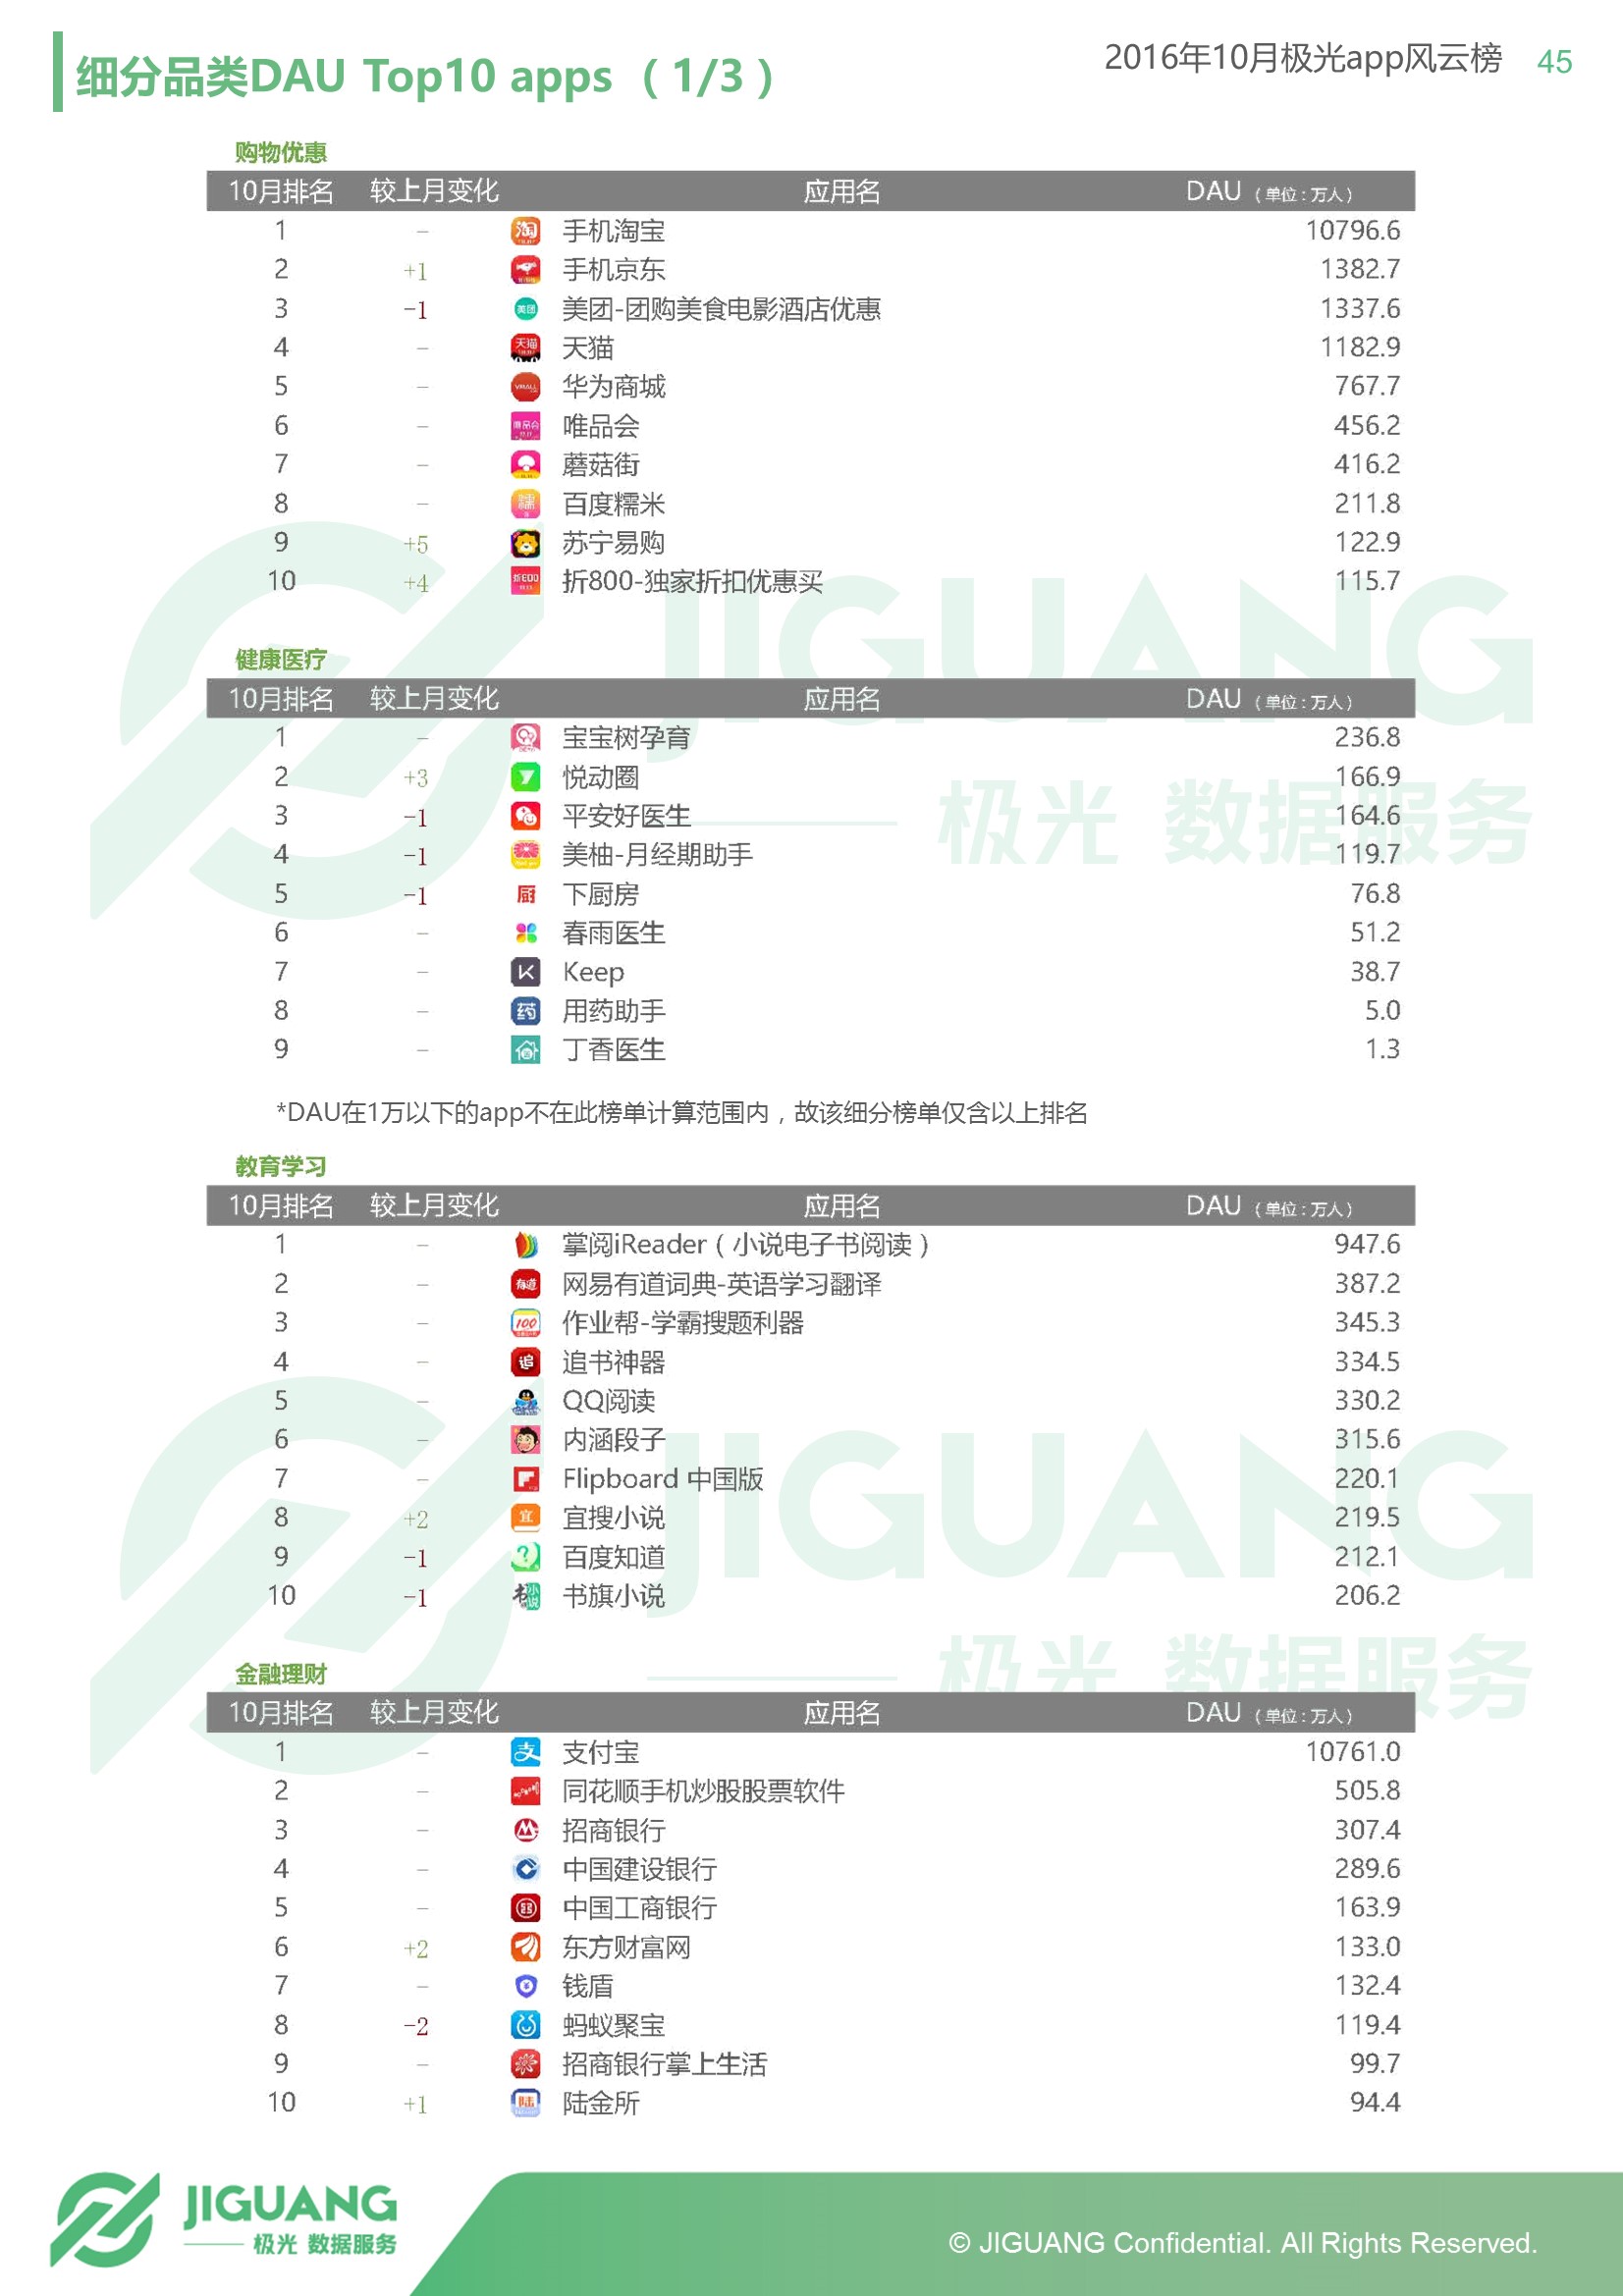 细分品类DAU Top10 apps （1/3）
2016年10月极光app风云榜 45
购物优惠
10月排名 较上月变化 应用名 DAU（单位：万人）
1 – 手机淘宝 10796.6
2 +1 手机京东 1382.7
3 -1 美团-团购美食电影酒店优惠 1337.6
4 – 天猫 1182.9
5 – 华为商城 767.7
6 – 唯品会 456.2
7 – 蘑菇街 416.2
8 – 百度糯米 211.8
9 +5 苏宁易购 122.9
10 +4 折800-独家折扣优惠买 115.7
健康医疗
10月排名 较上月变化 应用名 DAU（单位：万人）
1 – 宝宝树孕育 236.8
2 +3 悦动圈 166.9
3 -1 平安好医生 164.6
4 -1 美柚-月经期助手 119.7
5 -1 下厨房 76.8
6 – 春雨医生 51.2
7 – Keep 38.7
8 – 用药助手 5.0
9 – 丁香医生 1.3
*DAU在1万以下的app不在此榜单计算范围内，故该细分榜单仅含以上排名
教育学习
10月排名 较上月变化 应用名 DAU（单位：万人）
1 – 掌阅iReader（小说电子书阅读） 947.6
2 – 网易有道词典-英语学习翻译 387.2
3 – 作业帮-学霸搜题利器 345.3
4 – 追书神器 334.5
5 – QQ阅读 330.2
6 – 内涵段子 315.6
7 – Flipboard 中国版 220.1
8 +2 宜搜小说 219.5
9 -1 百度知道 212.1
10 -1 书旗小说 206.2
金融理财
10月排名 较上月变化 应用名 DAU（单位：万人）
1 – 支付宝 10761.0
2 – 同花顺手机炒股股票软件 505.8
3 – 招商银行 307.4
4 – 中国建设银行 289.6
5 – 中国工商银行 163.9
6 +2 东方财富网 133.0
7 – 钱盾 132.4
8 -2 蚂蚁聚宝 119.4
9 – 招商银行掌上生活 99.7
10 +1 陆金所 94.4
JIGUANG
极光 数据服务
© JIGUANG Confidential. All Rights Reserved.